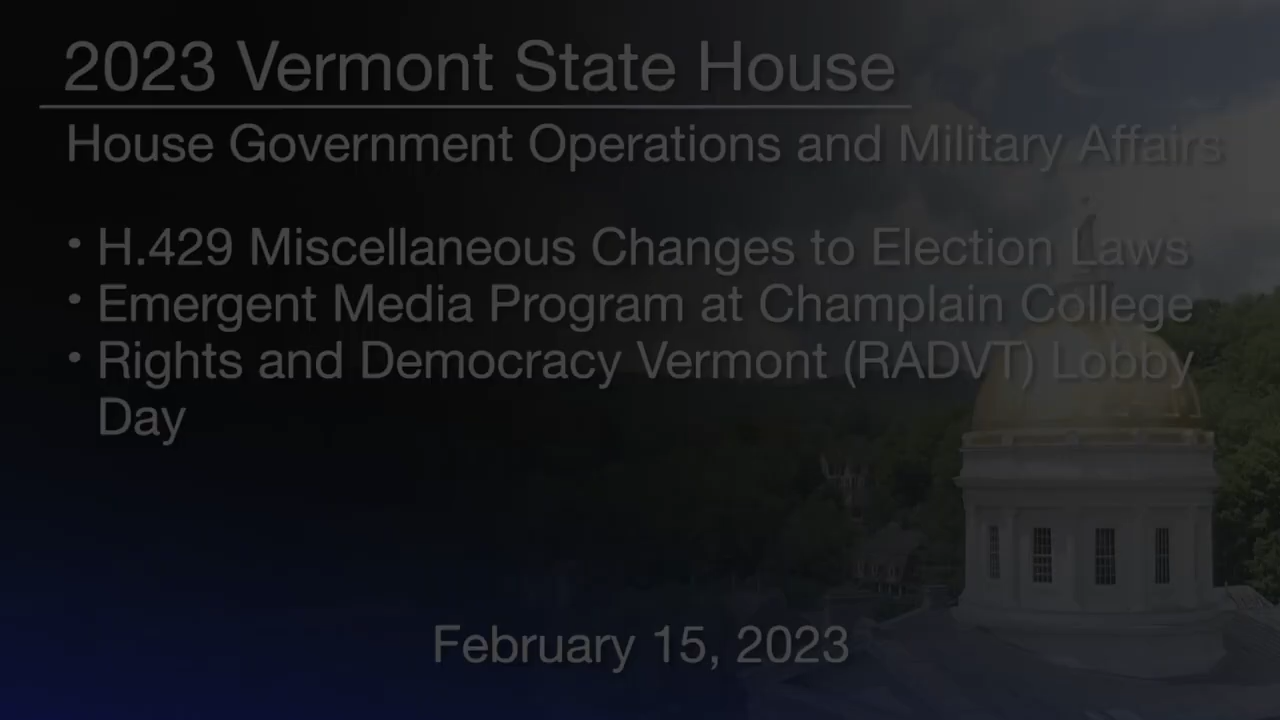 2023 Vermont State House
House Government Operations and Military Affairs
• H.429 Miscellaneous Changes to Election Laws
• Emergent Media Program at Champlain College
• Rights and Democracy Vermont (RADVT) Lobby
Day
February 15, 2023